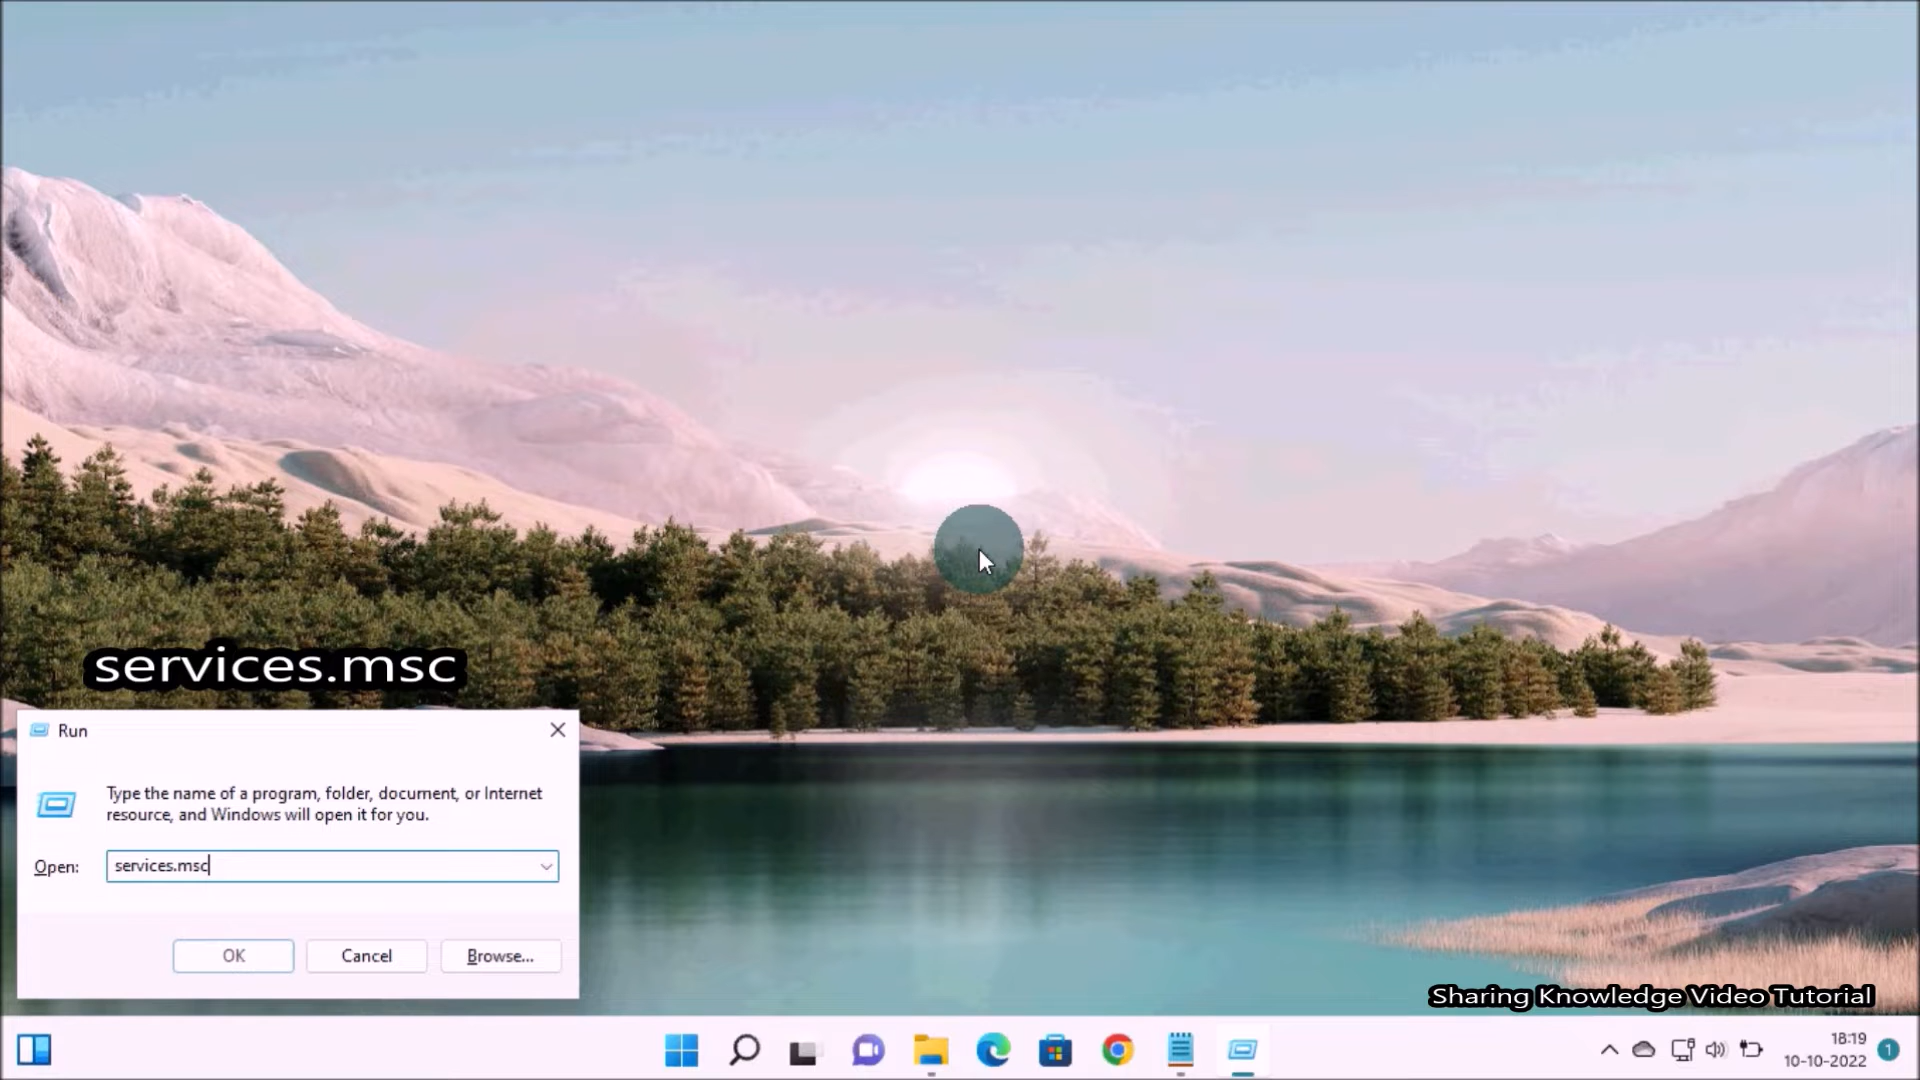 services.msc
Run
Type the name of a program, folder, document, or Internet
resource, and Windows will open it for you.
Open: services.msc
OK Cancel Browse...
Sharing Knowledge Video Tutorial
18:19
10-10-2022
1